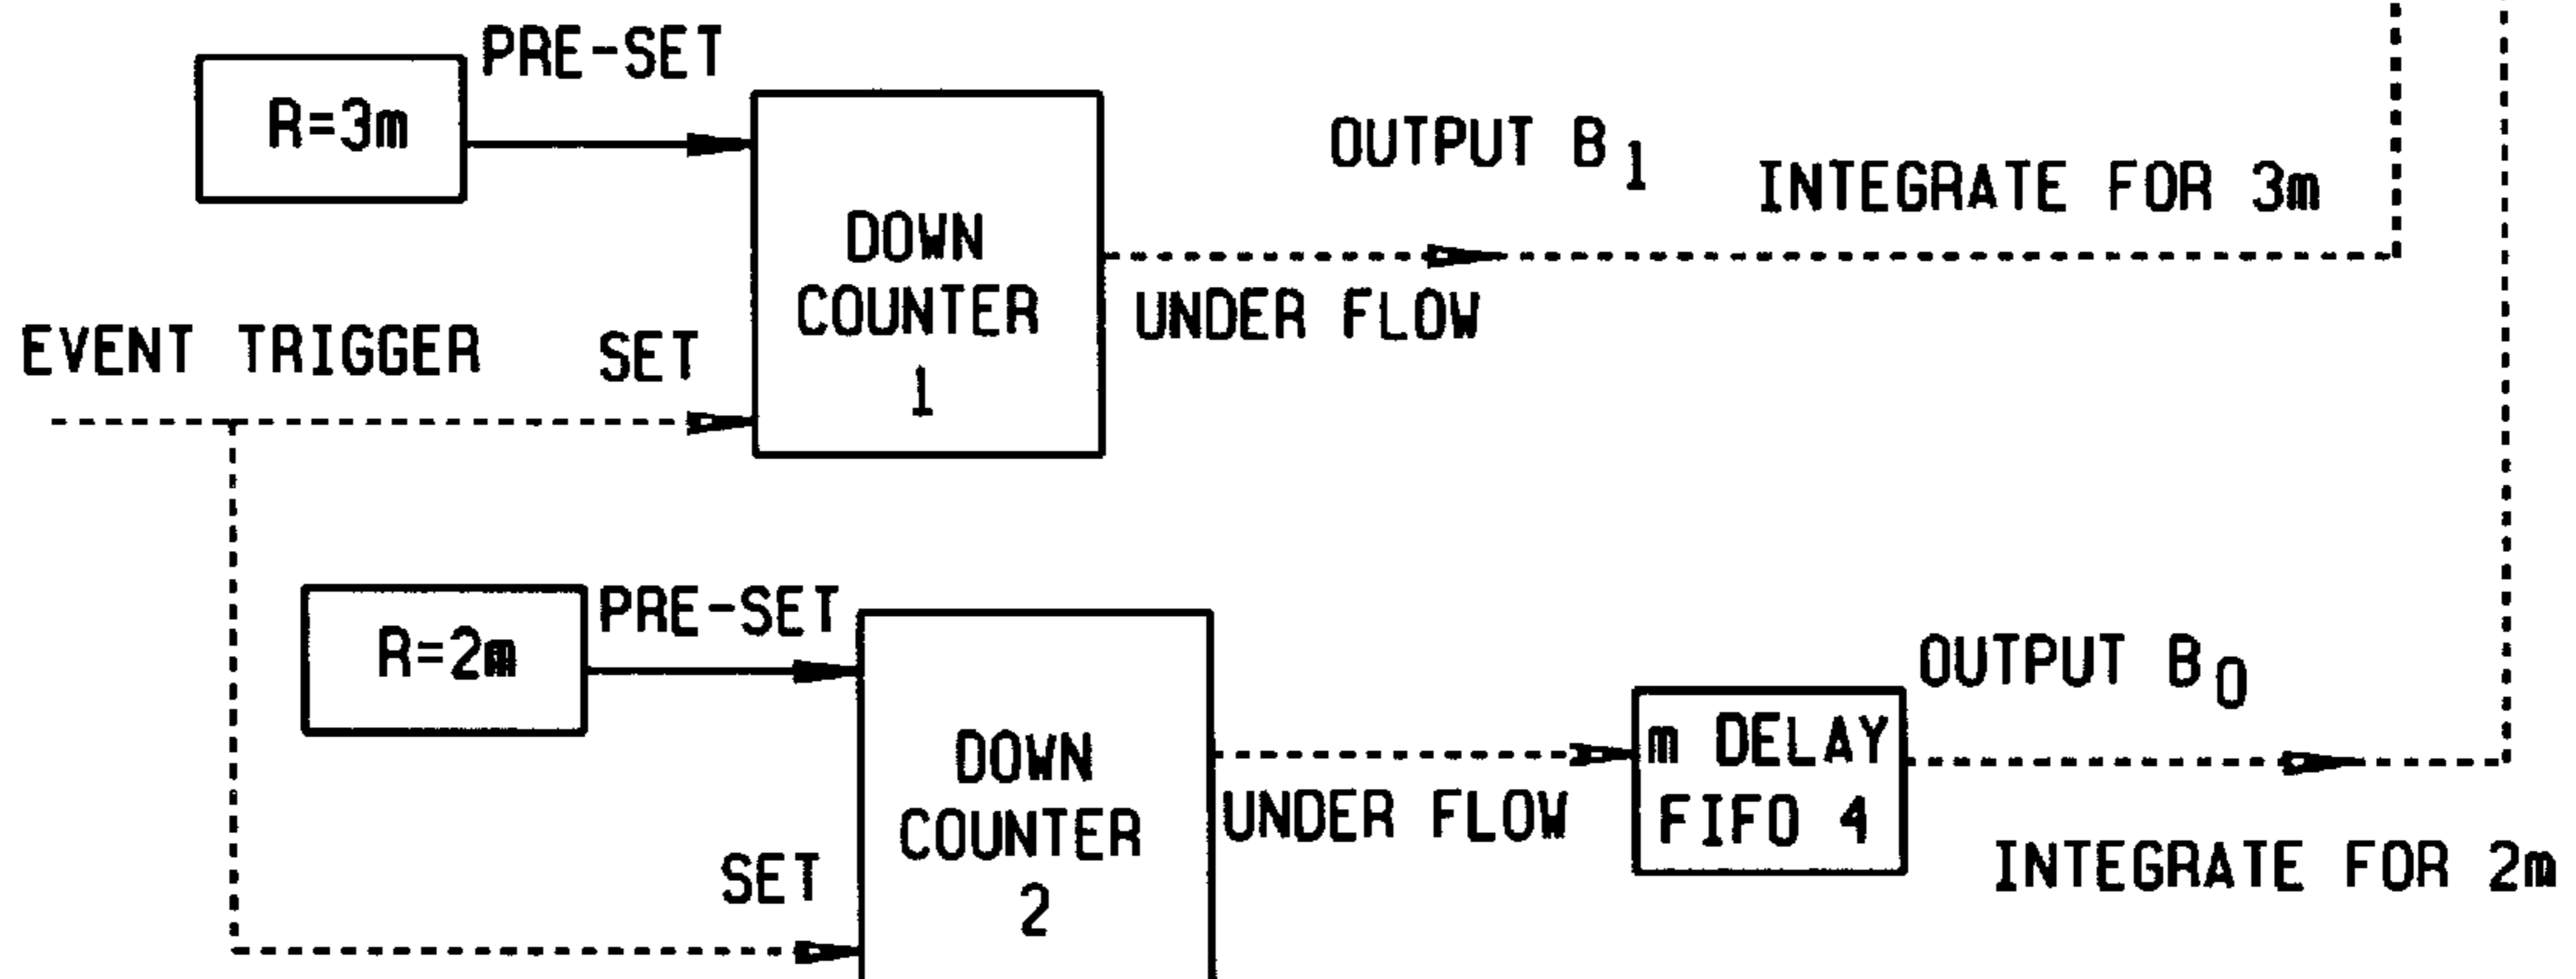 PRE-SET
R=3m
OUTPUT B1
INTEGRATE FOR 3m
DOWN
COUNTER
1
UNDER FLOW
EVENT TRIGGER
SET
PRE-SET
R=2m
OUTPUT B0
DOWN
COUNTER
2
m DELAY
FIFO 4
UNDER FLOW
SET
INTEGRATE FOR 2m